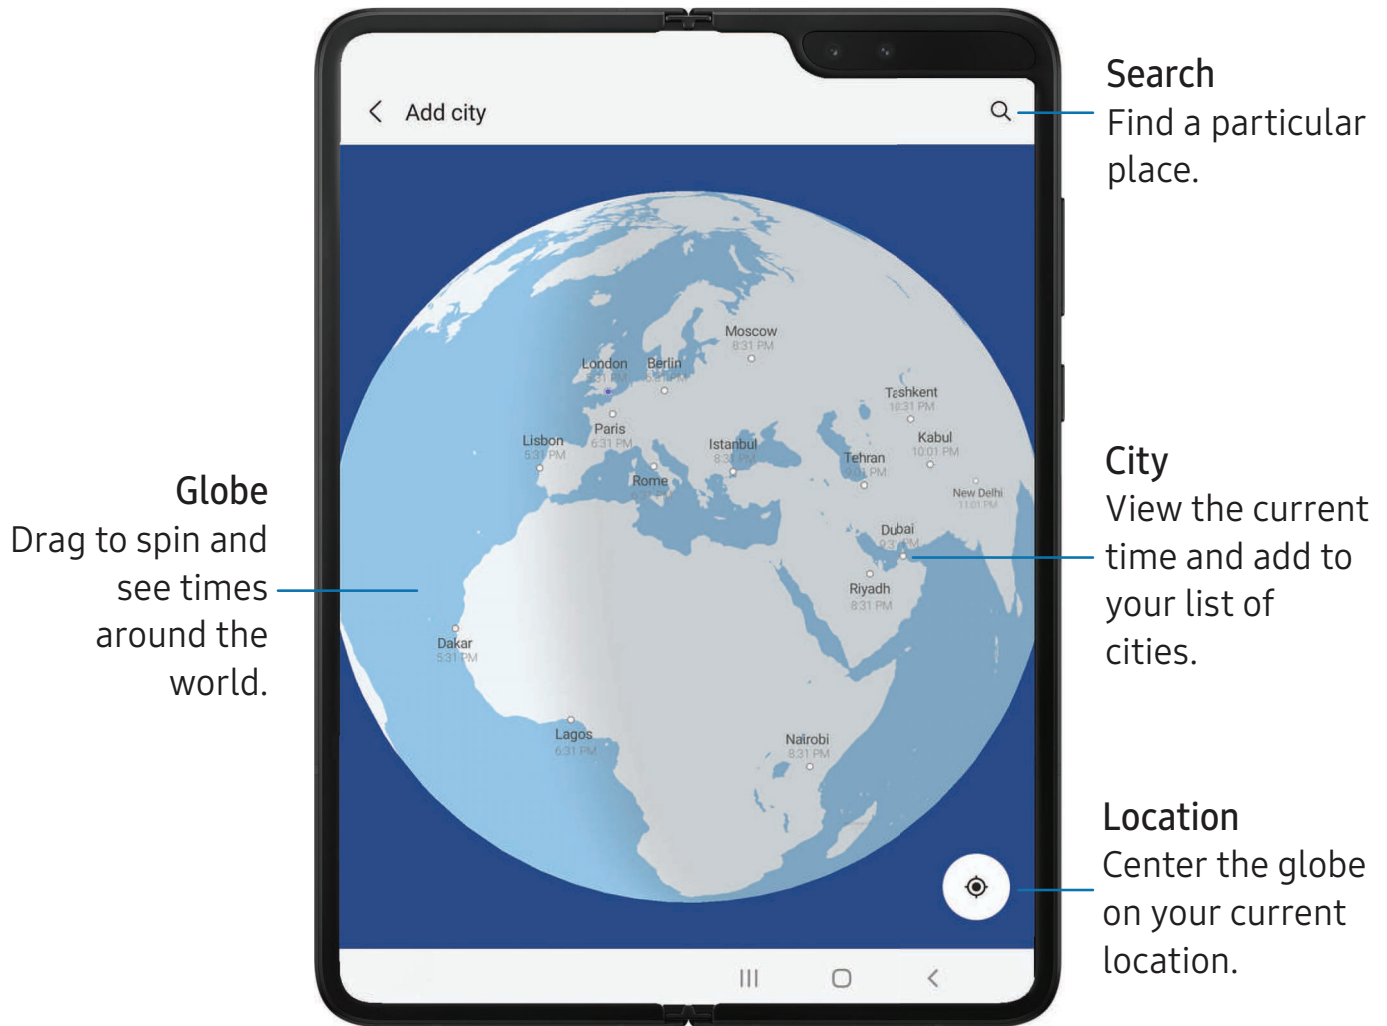 Add city
Search
Find a particular
place.
Moscow
8:31 PM
London
Berlin
Tashkent
10:31 PM
Paris
6:31 PM
Lisbon
5:31 PM
Istanbul
Kabul
10:01 PM
Tehran
Rome
New Delhi
11:01 PM
Dubai
Riyadh
8:31 PM
Dakar
5:31 PM
Lagos
6:31 PM
Nairobi
8:31 PM
Globe
Drag to spin and
see times
around the
world.
City
View the current
time and add to
your list of
cities.
Location
Center the globe
on your current
location.